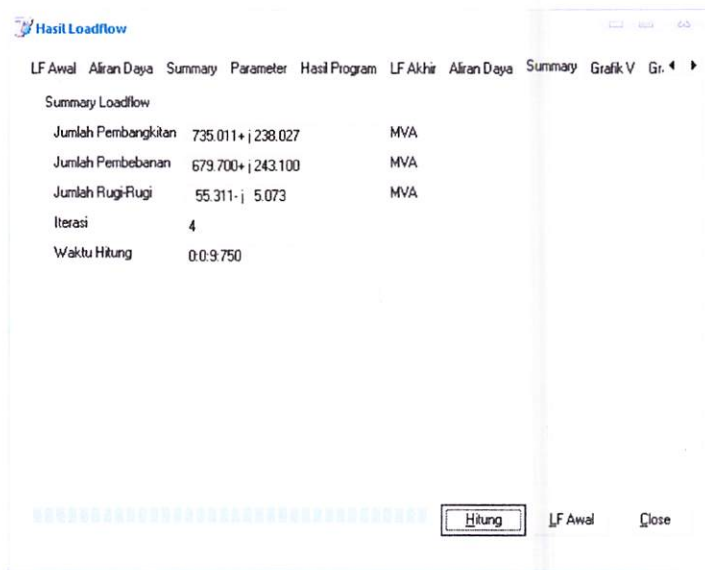 Hasil Loadflow
LF Awal Aliran Daya Summary Parameter Hasil Program LF Akhir Aliran Daya Summary Grafik V Gr.
Summary Loadflow
Jumlah Pembangkitan 735.011+ j 238.027 MVA
Jumlah Pembebanan 679.700+ j 243.100 MVA
Jumlah Rugi-Rugi 55.311- j 5.073 MVA
Iterasi 4
Waktu Hitung 0:0:9:750
Hitung LF Awal Close